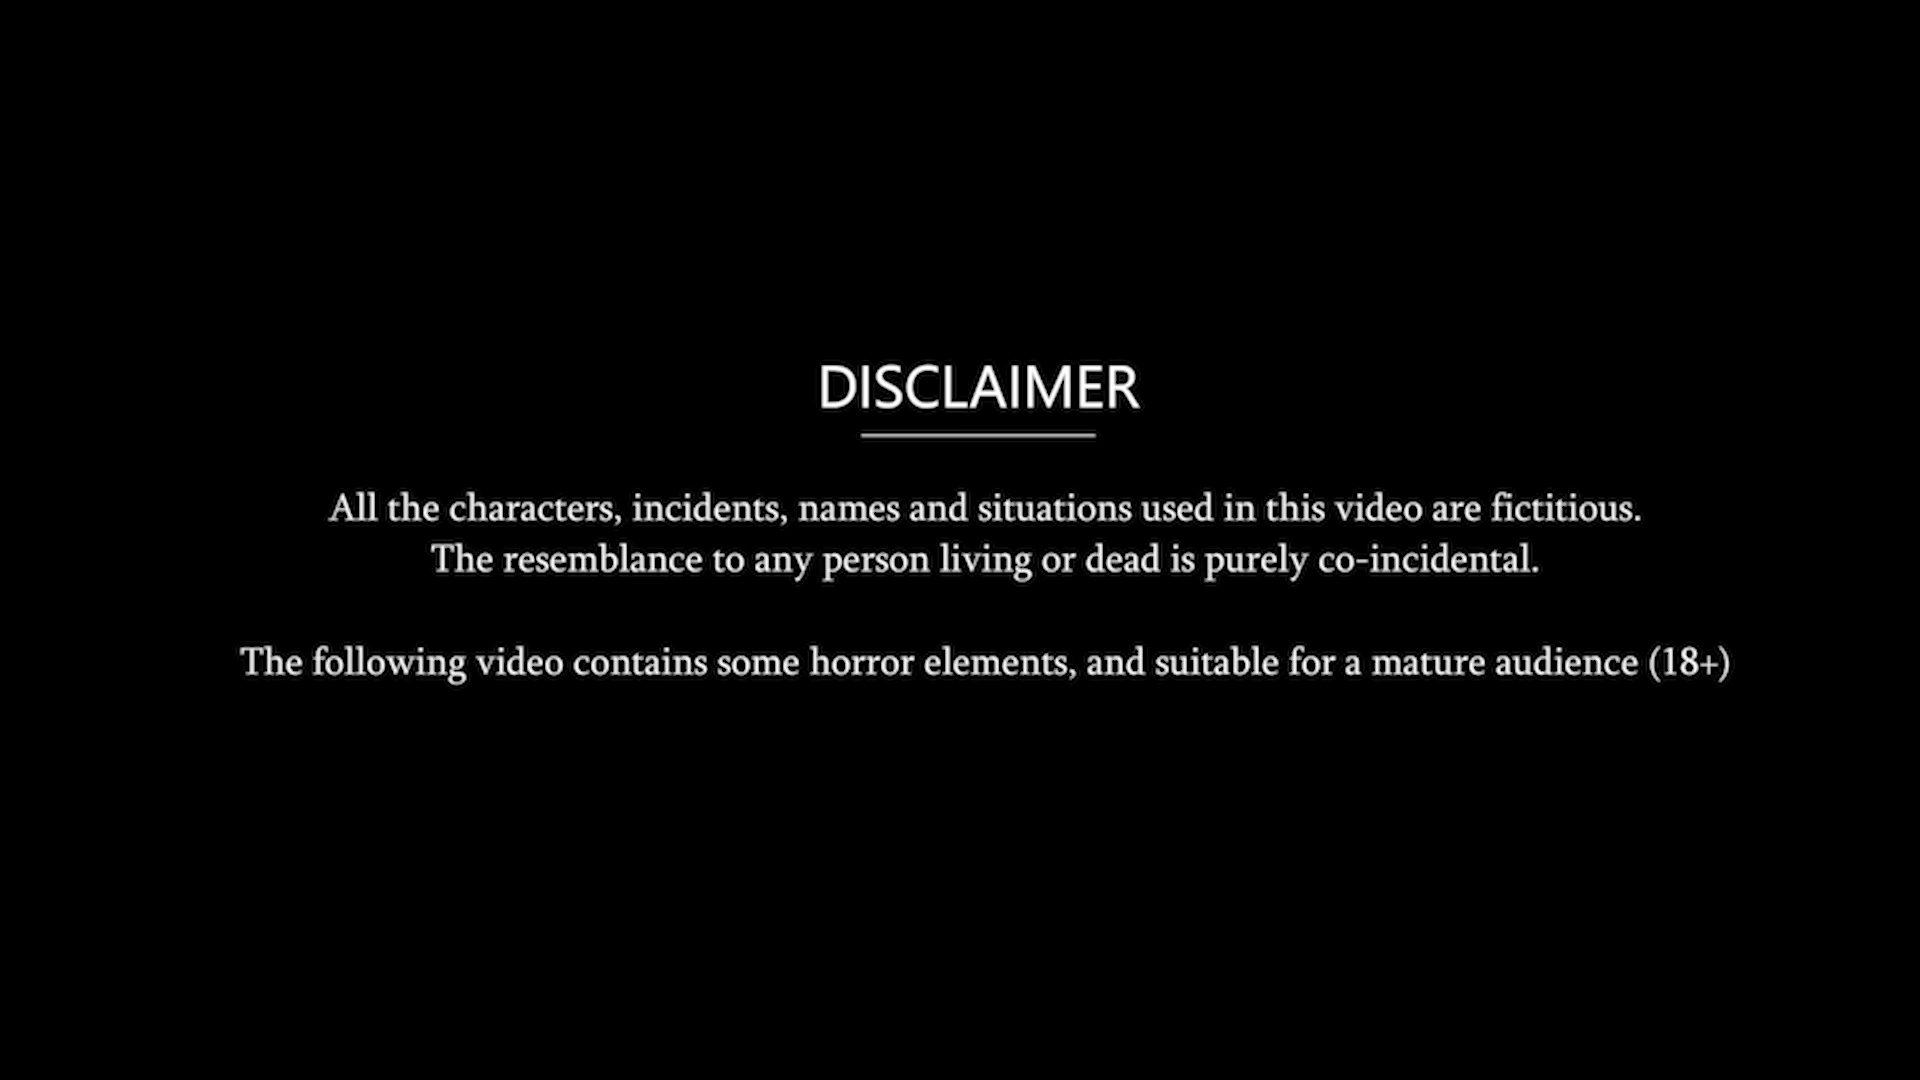 DISCLAIMER
All the characters, incidents, names and situations used in this video are fictitious.
The resemblance to any person living or dead is purely co-incidental.
The following video contains some horror elements, and suitable for a mature audience (18+)